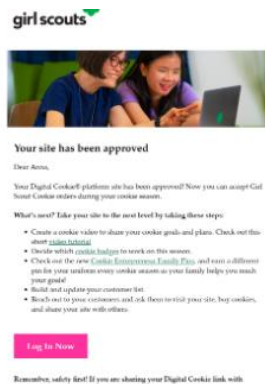 girl scouts
Your site has been approved
Dear Anna,
Your Digital Cookie® platform site has been approved! Now you can accept Girl
Scout Cookie orders during your cookie season.
What's next? Take your site to the next level by taking these steps:
Create a cookie video to share your cookie goals and plans. Check out this
short video tutorial
Decide which cookie badges to work on this season.
Check out the new Cookie Entrepreneur Family Pins, and earn a different
pin for your uniform every cookie season as your family helps you reach
your goals!
Build and update your customer list.
Reach out to your customers and ask them to visit your site, buy cookies,
and share your site with others.
Log In Now
Remember, safety first! If you are sharing your Digital Cookie link with